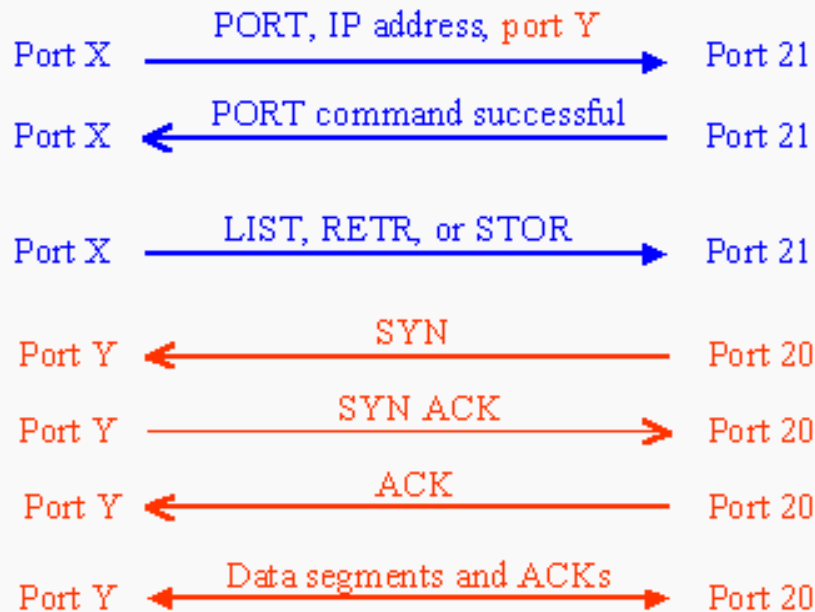 PORT, IP address, port Y
Port X Port 21
PORT command successful
Port X Port 21
LIST, RETR, or STOR
Port X Port 21
SYN
Port Y Port 20
SYN ACK
Port Y Port 20
ACK
Port Y Port 20
Data segments and ACKs
Port Y Port 20